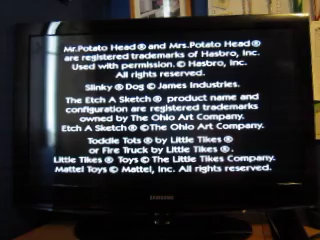 Mr.Potato Head® and Mrs.Potato Head®
are registered trademarks of Hasbro, Inc.
Used with permission. © Hasbro, Inc.
All rights reserved.
Slinky ® Dog © James Industries.
The Etch A Sketch® product name and
configuration are registered trademarks
owned by The Ohio Art Company.
Etch A Sketch® ©The Ohio Art Company.
Toddle Tots® by Little Tikes®
or Fire Truck by Little Tikes®.
Little Tikes® Toys © The Little Tikes Company.
Mattel Toys © Mattel, Inc. All rights reserved.
SAMSUNG